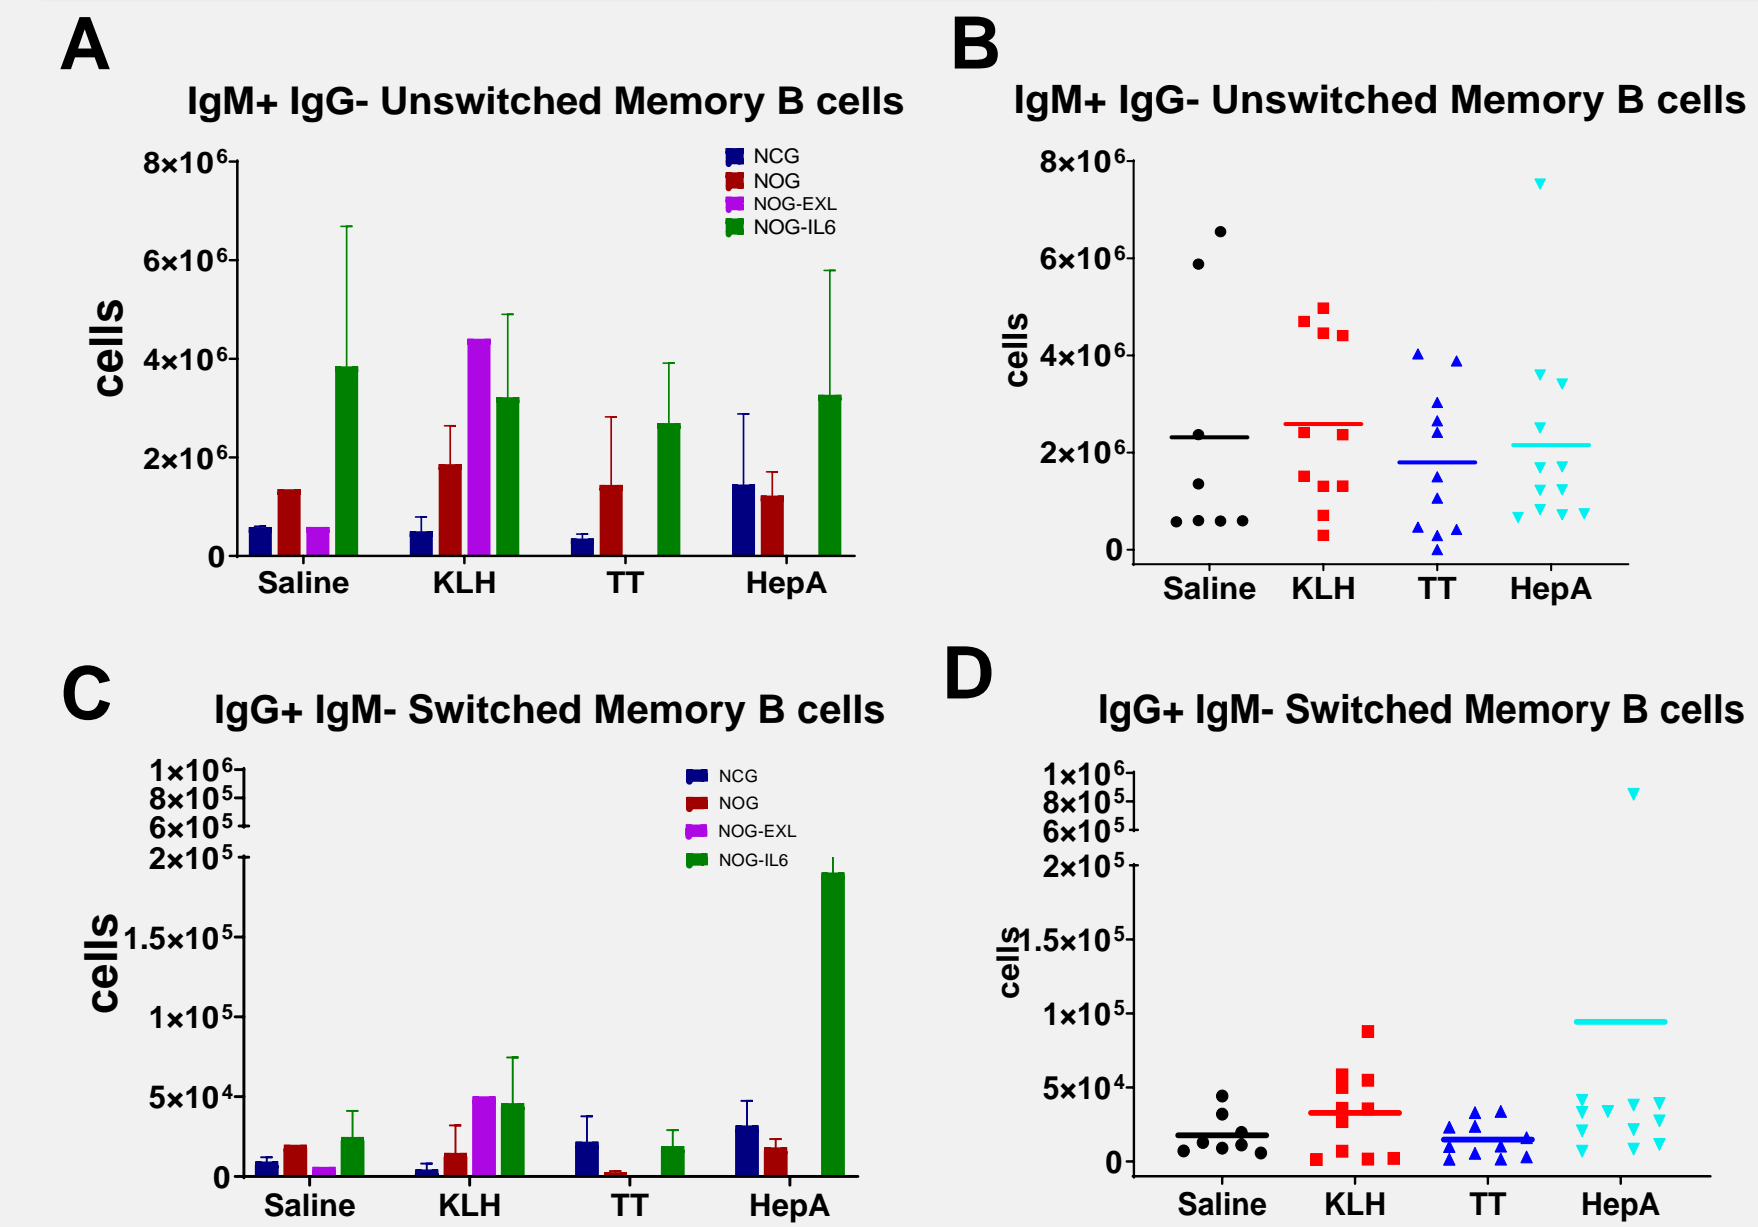 A
IgM+ IgG- Unswitched Memory B cells
8×10⁶
6×10⁶
4×10⁶
2×10⁶
0
cells
NCG
NOG
NOG-EXL
NOG-IL6
Saline KLH TT HepA
B
IgM+ IgG- Unswitched Memory B cells
8×10⁶
6×10⁶
4×10⁶
2×10⁶
0
cells
Saline KLH TT HepA
C
IgG+ IgM- Switched Memory B cells
1×10⁶
8×10⁵
6×10⁵
2×10⁵
1.5×10⁵
1×10⁵
5×10⁴
0
cells
NCG
NOG
NOG-EXL
NOG-IL6
Saline KLH TT HepA
D
IgG+ IgM- Switched Memory B cells
1×10⁶
8×10⁵
6×10⁵
2×10⁵
1.5×10⁵
1×10⁵
5×10⁴
0
cells
Saline KLH TT HepA